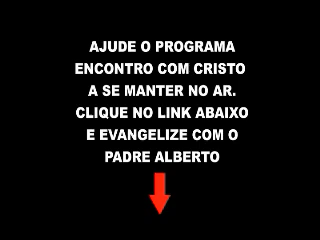 AJUDE O PROGRAMA
ENCONTRO COM CRISTO
A SE MANTER NO AR.
CLIQUE NO LINK ABAIXO
E EVANGELIZE COM O
PADRE ALBERTO